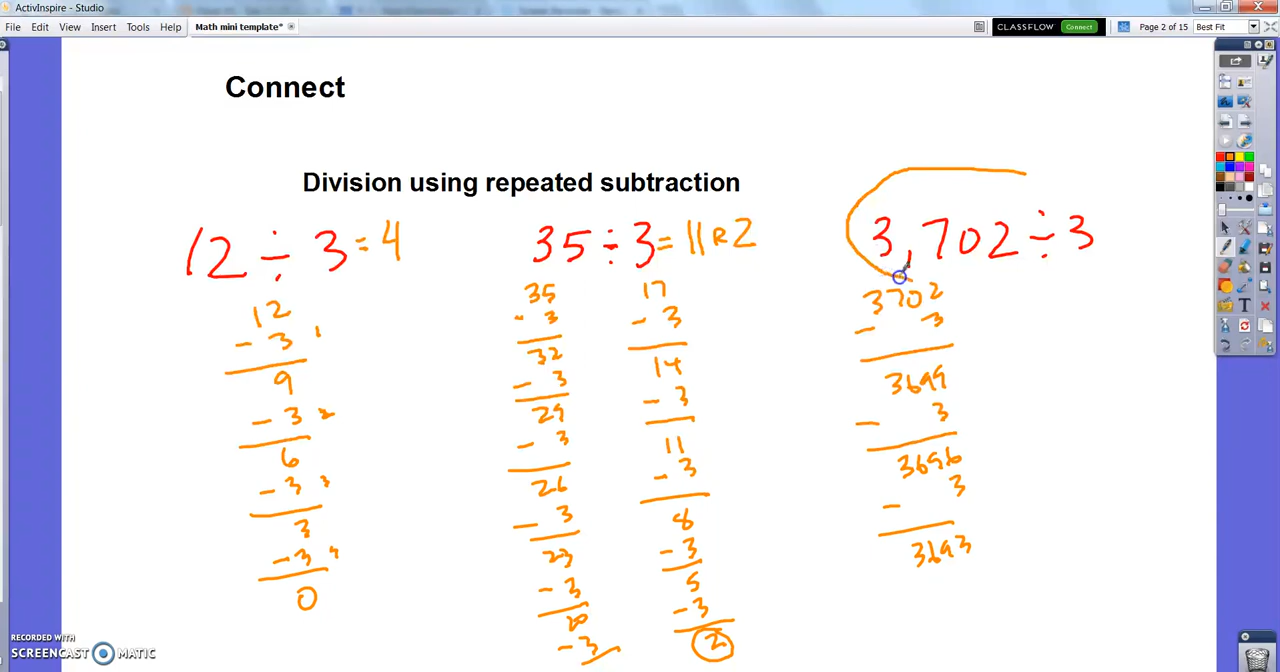 ActivInspire - Studio
File Edit View Insert Tools Help Math mini template* CLASSFLOW Connect Page 2 of 15 Best Fit
Connect
Division using repeated subtraction
12 ÷ 3 = 4
12
- 3 1
9
- 3 2
6
- 3 3
3
- 3 4
0
35 ÷ 3 = 11 R 2
35
- 3
32
- 3
29
- 3
26
- 3
23
- 3
20
- 3
17
- 3
14
- 3
11
- 3
8
- 3
5
- 3
2
3,702 ÷ 3
3702
- 3
3699
- 3
3696
- 3
3693
RECORDED WITH
SCREENCAST MATIC